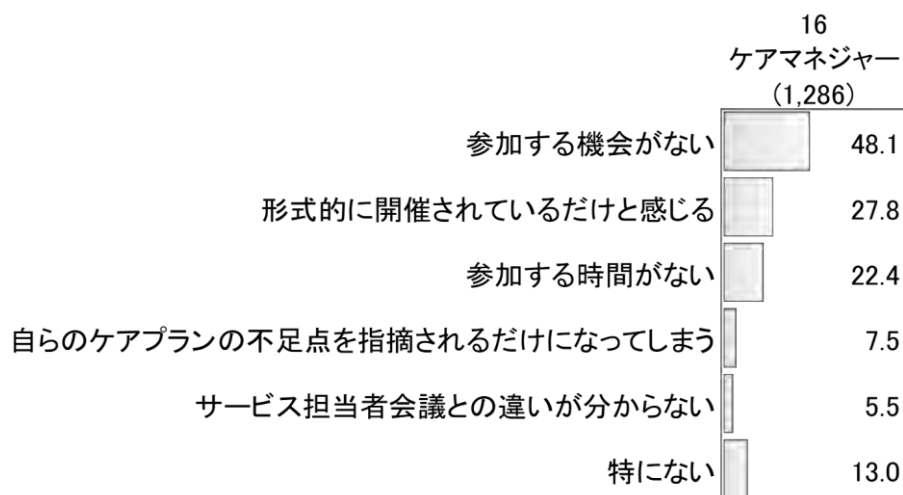 16
ケアマネジャー
(1,286)
参加する機会がない 48.1
形式的に開催されているだけと感じる 27.8
参加する時間がない 22.4
自らのケアプランの不足点を指摘されるだけになってしまう 7.5
サービス担当者会議との違いが分からない 5.5
特にない 13.0